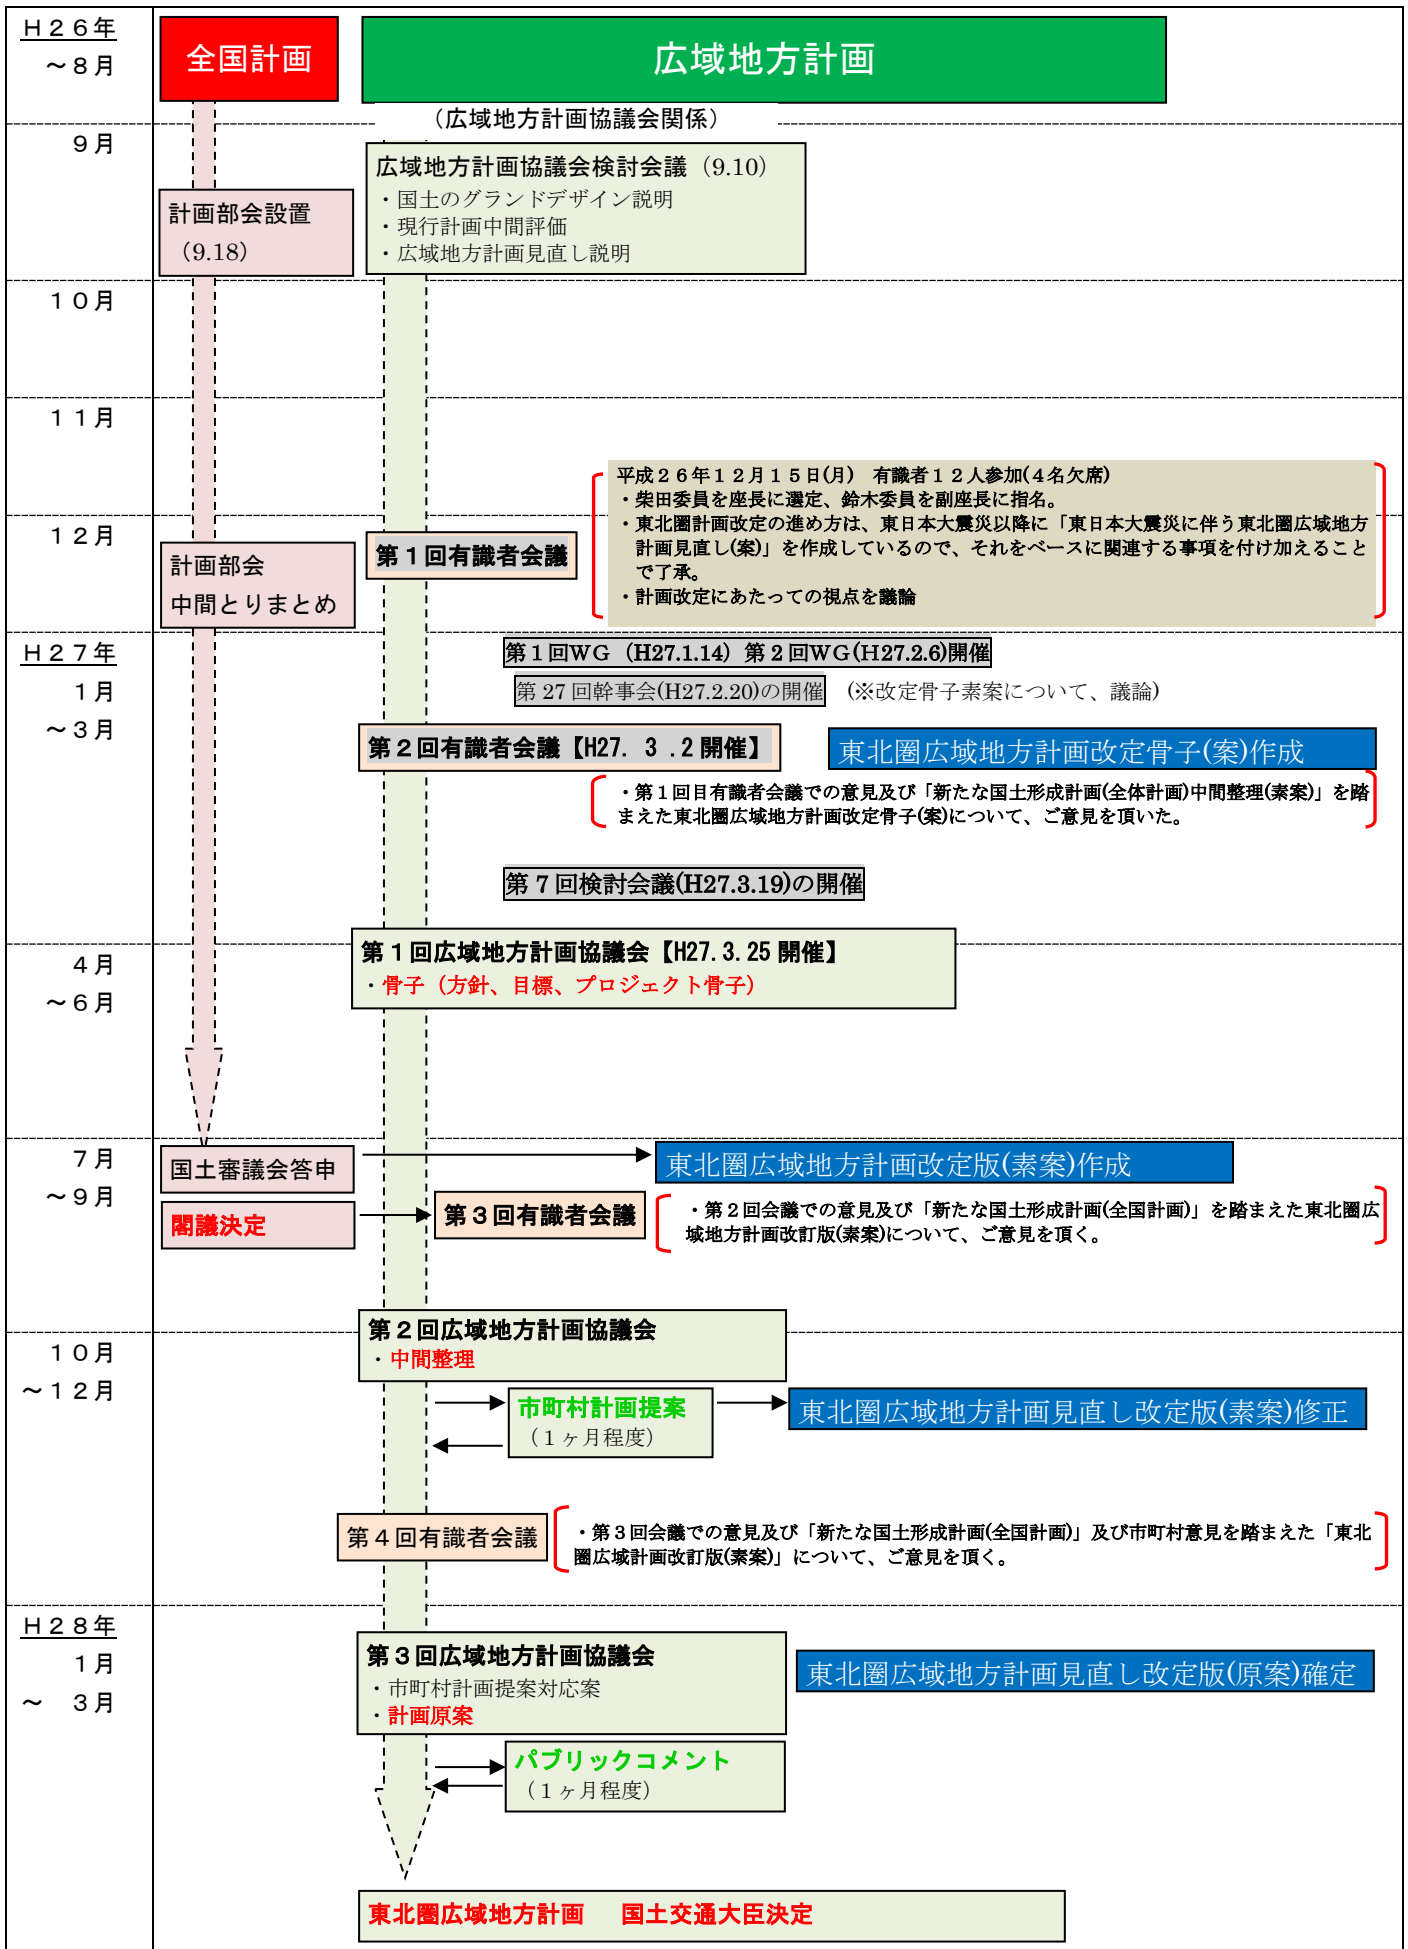 Ｈ２６年
～８月
全国計画
広域地方計画
（広域地方計画協議会関係）
９月
広域地方計画協議会検討会議（9.10）
・国土のグランドデザイン説明
・現行計画中間評価
・広域地方計画見直し説明
計画部会設置
（9.18）
１０月
１１月
平成２６年１２月１５日(月)　有識者１２人参加(４名欠席)
・柴田委員を座長に選定、鈴木委員を副座長に指名。
・東北圏計画改定の進め方は、東日本大震災以降に「東日本大震災に伴う東北圏広域地方
計画見直し(案)」を作成しているので、それをベースに関連する事項を付け加えること
で了承。
・計画改定にあたっての視点を議論
１２月
第１回有識者会議
計画部会
中間とりまとめ
Ｈ２７年
１月
～３月
第１回WG（H27.1.14）第２回WG(H27.2.6)開催
第 27 回幹事会(H27.2.20)の開催　(※改定骨子素案について、議論)
第２回有識者会議【H27. ３ .２開催】
東北圏広域地方計画改定骨子(案)作成
・第１回目有識者会議での意見及び「新たな国土形成計画(全体計画)中間整理(素案)」を踏
まえた東北圏広域地方計画改定骨子(案)について、ご意見を頂いた。
第７回検討会議(H27.3.19)の開催
４月
～６月
第１回広域地方計画協議会【H27.3.25 開催】
・骨子（方針、目標、プロジェクト骨子）
７月
～９月
国土審議会答申
東北圏広域地方計画改定版(素案)作成
閣議決定
第３回有識者会議
・第２回会議での意見及び「新たな国土形成計画(全国計画)」を踏まえた東北圏広
域地方計画改訂版(素案)について、ご意見を頂く。
第２回広域地方計画協議会
・中間整理
１０月
～１２月
市町村計画提案
（１ヶ月程度）
東北圏広域地方計画見直し改定版(素案)修正
第４回有識者会議
・第３回会議での意見及び「新たな国土形成計画(全国計画)」及び市町村意見を踏まえた「東北
圏広域計画改訂版(素案)」について、ご意見を頂く。
Ｈ２８年
１月
～　３月
第３回広域地方計画協議会
・市町村計画提案対応案
・計画原案
東北圏広域地方計画見直し改定版(原案)確定
パブリックコメント
（１ヶ月程度）
東北圏広域地方計画　国土交通大臣決定